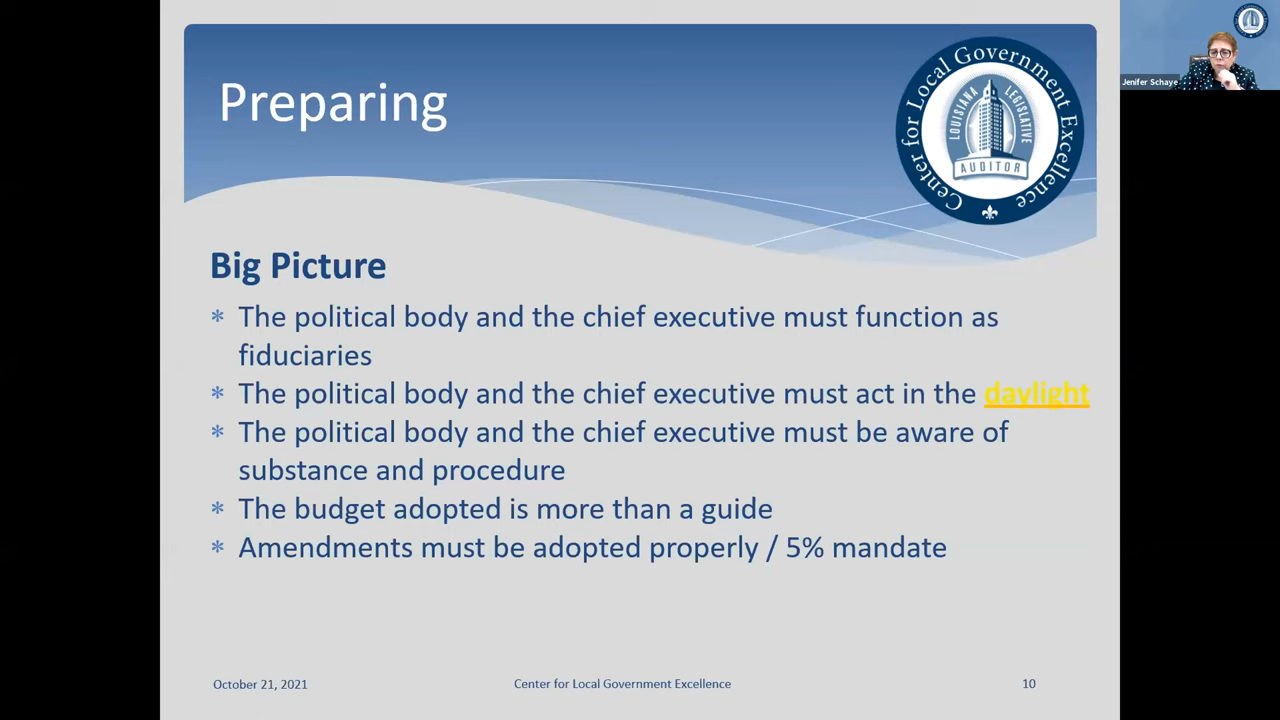 Preparing
Center for Local Government Excellence
LOUISIANA LEGISLATIVE
AUDITOR
Jenifer Schaye
Big Picture
* The political body and the chief executive must function as
fiduciaries
* The political body and the chief executive must act in the daylight
* The political body and the chief executive must be aware of
substance and procedure
* The budget adopted is more than a guide
* Amendments must be adopted properly / 5% mandate
October 21, 2021
Center for Local Government Excellence
10